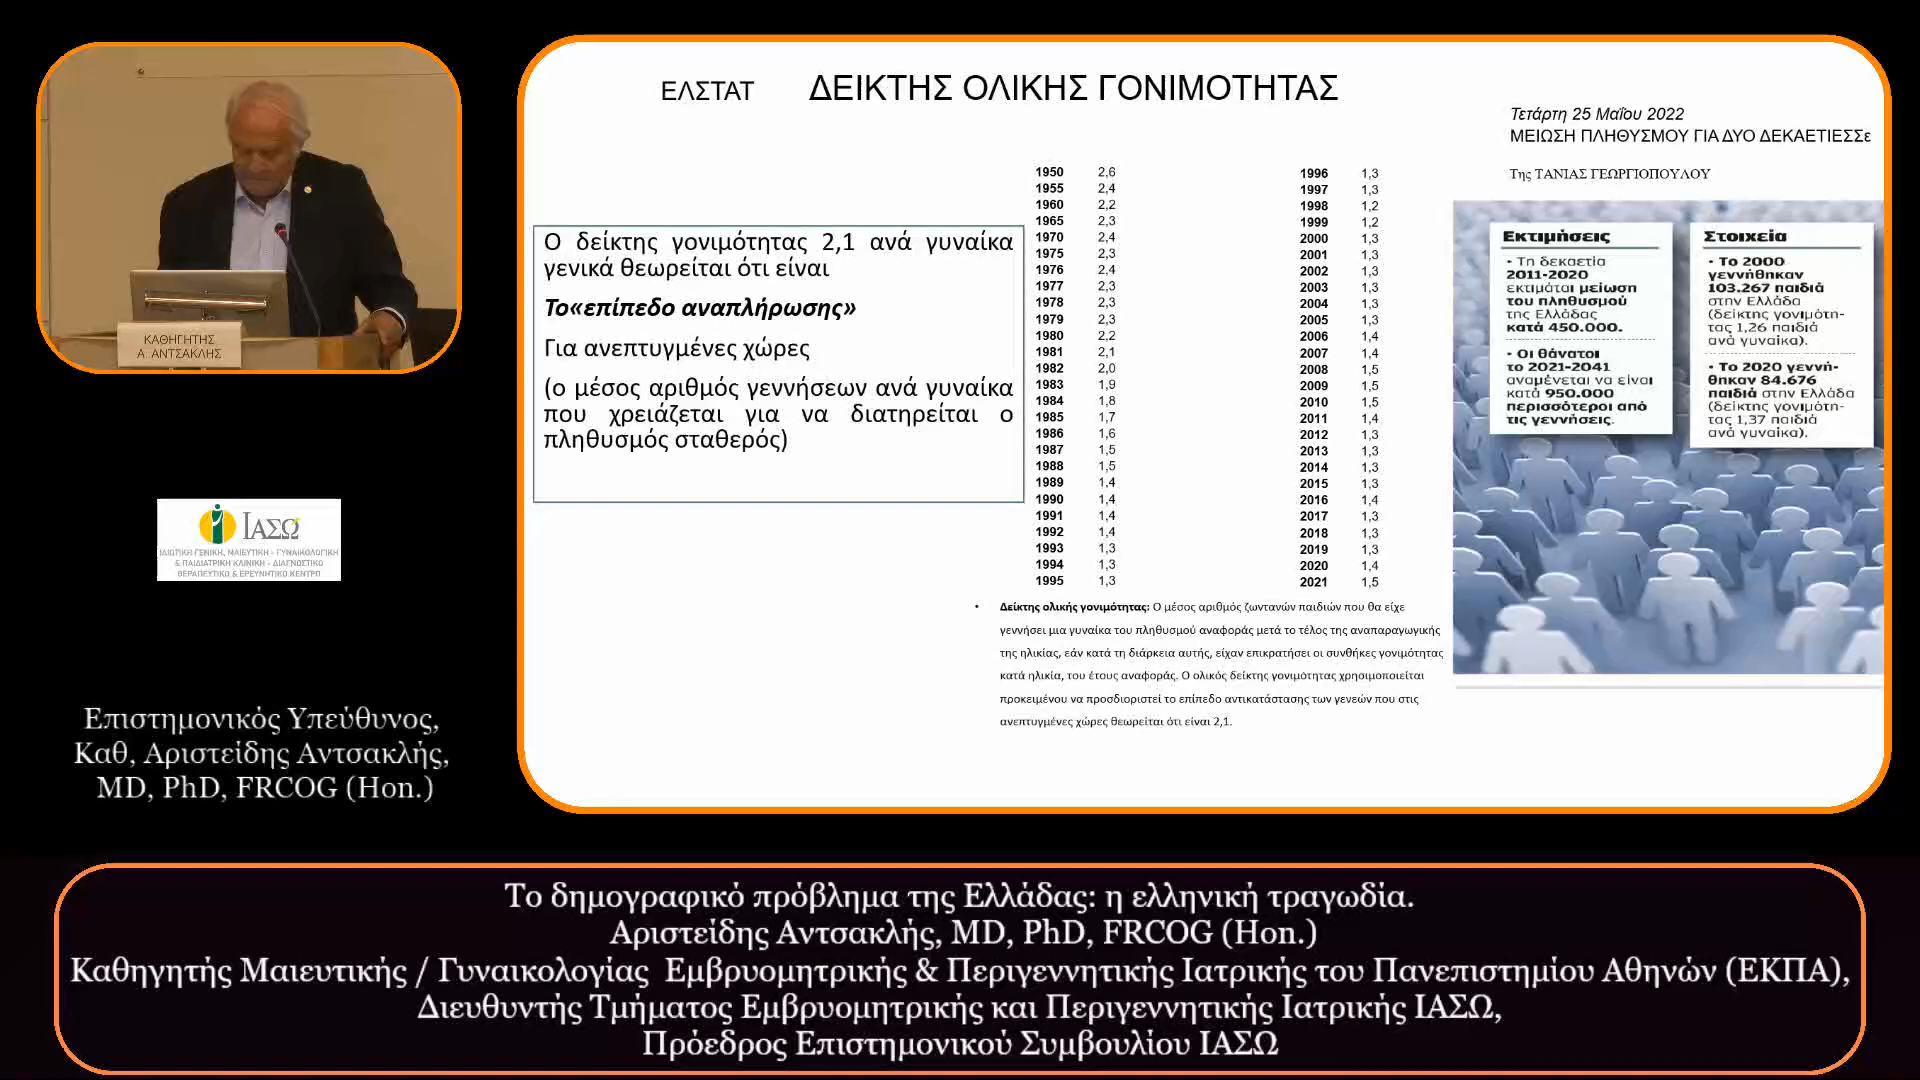 ΕΛΣΤΑΤ ΔΕΙΚΤΗΣ ΟΛΙΚΗΣ ΓΟΝΙΜΟΤΗΤΑΣ
Τετάρτη 25 Μαΐου 2022
ΜΕΙΩΣΗ ΠΛΗΘΥΣΜΟΥ ΓΙΑ ΔΥΟ ΔΕΚΑΕΤΙΕΣΣε
Της ΤΑΝΙΑΣ ΓΕΩΡΓΙΟΠΟΥΛΟΥ
Ο δείκτης γονιμότητας 2,1 ανά γυναίκα
γενικά θεωρείται ότι είναι
Το«επίπεδο αναπλήρωσης»
Για ανεπτυγμένες χώρες
(ο μέσος αριθμός γεννήσεων ανά γυναίκα
που χρειάζεται για να διατηρείται ο
πληθυσμός σταθερός)
1950 2,6
1955 2,4
1960 2,2
1965 2,3
1970 2,4
1975 2,3
1976 2,4
1977 2,3
1978 2,3
1979 2,3
1980 2,2
1981 2,1
1982 2,0
1983 1,9
1984 1,8
1985 1,7
1986 1,6
1987 1,5
1988 1,5
1989 1,4
1990 1,4
1991 1,4
1992 1,4
1993 1,3
1994 1,3
1995 1,3
1996 1,3
1997 1,3
1998 1,2
1999 1,2
2000 1,3
2001 1,3
2002 1,3
2003 1,3
2004 1,3
2005 1,3
2006 1,4
2007 1,4
2008 1,5
2009 1,5
2010 1,5
2011 1,4
2012 1,3
2013 1,3
2014 1,3
2015 1,3
2016 1,4
2017 1,3
2018 1,3
2019 1,3
2020 1,4
2021 1,5
• Δείκτης ολικής γονιμότητας: Ο μέσος αριθμός ζωντανών παιδιών που θα είχε
γεννήσει μια γυναίκα του πληθυσμού αναφοράς μετά το τέλος της αναπαραγωγικής
της ηλικίας, εάν κατά τη διάρκεια αυτής, είχαν επικρατήσει οι συνθήκες γονιμότητας
κατά ηλικία, του έτους αναφοράς. Ο ολικός δείκτης γονιμότητας χρησιμοποιείται
προκειμένου να προσδιοριστεί το επίπεδο αντικατάστασης των γενεών που στις
ανεπτυγμένες χώρες θεωρείται ότι είναι 2,1.
Εκτιμήσεις
• Τη δεκαετία
2011-2020
εκτιμάται μείωση
του πληθυσμού
της Ελλάδας
κατά 450.000.
• Οι θάνατοι
το 2021-2041
αναμένεται να είναι
κατά 950.000
περισσότεροι από
τις γεννήσεις.
Στοιχεία
• Το 2000
γεννήθηκαν
103.267 παιδιά
στην Ελλάδα
(δείκτης γονιμότη-
τας 1,26 παιδιά
ανά γυναίκα).
• Το 2020 γεννή-
θηκαν 84.676
παιδιά στην Ελλάδα
(δείκτης γονιμότη-
τας 1,37 παιδιά
ανά γυναίκα).
ΚΑΘΗΓΗΤΗΣ
Α. ΑΝΤΣΑΚΛΗΣ
ΙΑΣΩ
ΙΔΙΩΤΙΚΗ ΓΕΝΙΚΗ, ΜΑΙΕΥΤΙΚΗ - ΓΥΝΑΙΚΟΛΟΓΙΚΗ
& ΠΑΙΔΙΑΤΡΙΚΗ ΚΛΙΝΙΚΗ - ΔΙΑΓΝΩΣΤΙΚΟ
ΘΕΡΑΠΕΥΤΙΚΟ & ΕΡΕΥΝΗΤΙΚΟ ΚΕΝΤΡΟ
Επιστημονικός Υπεύθυνος,
Καθ, Αριστείδης Αντσακλής,
MD, PhD, FRCOG (Hon.)
Το δημογραφικό πρόβλημα της Ελλάδας: η ελληνική τραγωδία.
Αριστείδης Αντσακλής, MD, PhD, FRCOG (Hon.)
Καθηγητής Μαιευτικής / Γυναικολογίας Εμβρυομητρικής & Περιγεννητικής Ιατρικής του Πανεπιστημίου Αθηνών (ΕΚΠΑ),
Διευθυντής Τμήματος Εμβρυομητρικής και Περιγεννητικής Ιατρικής ΙΑΣΩ,
Πρόεδρος Επιστημονικού Συμβουλίου ΙΑΣΩ